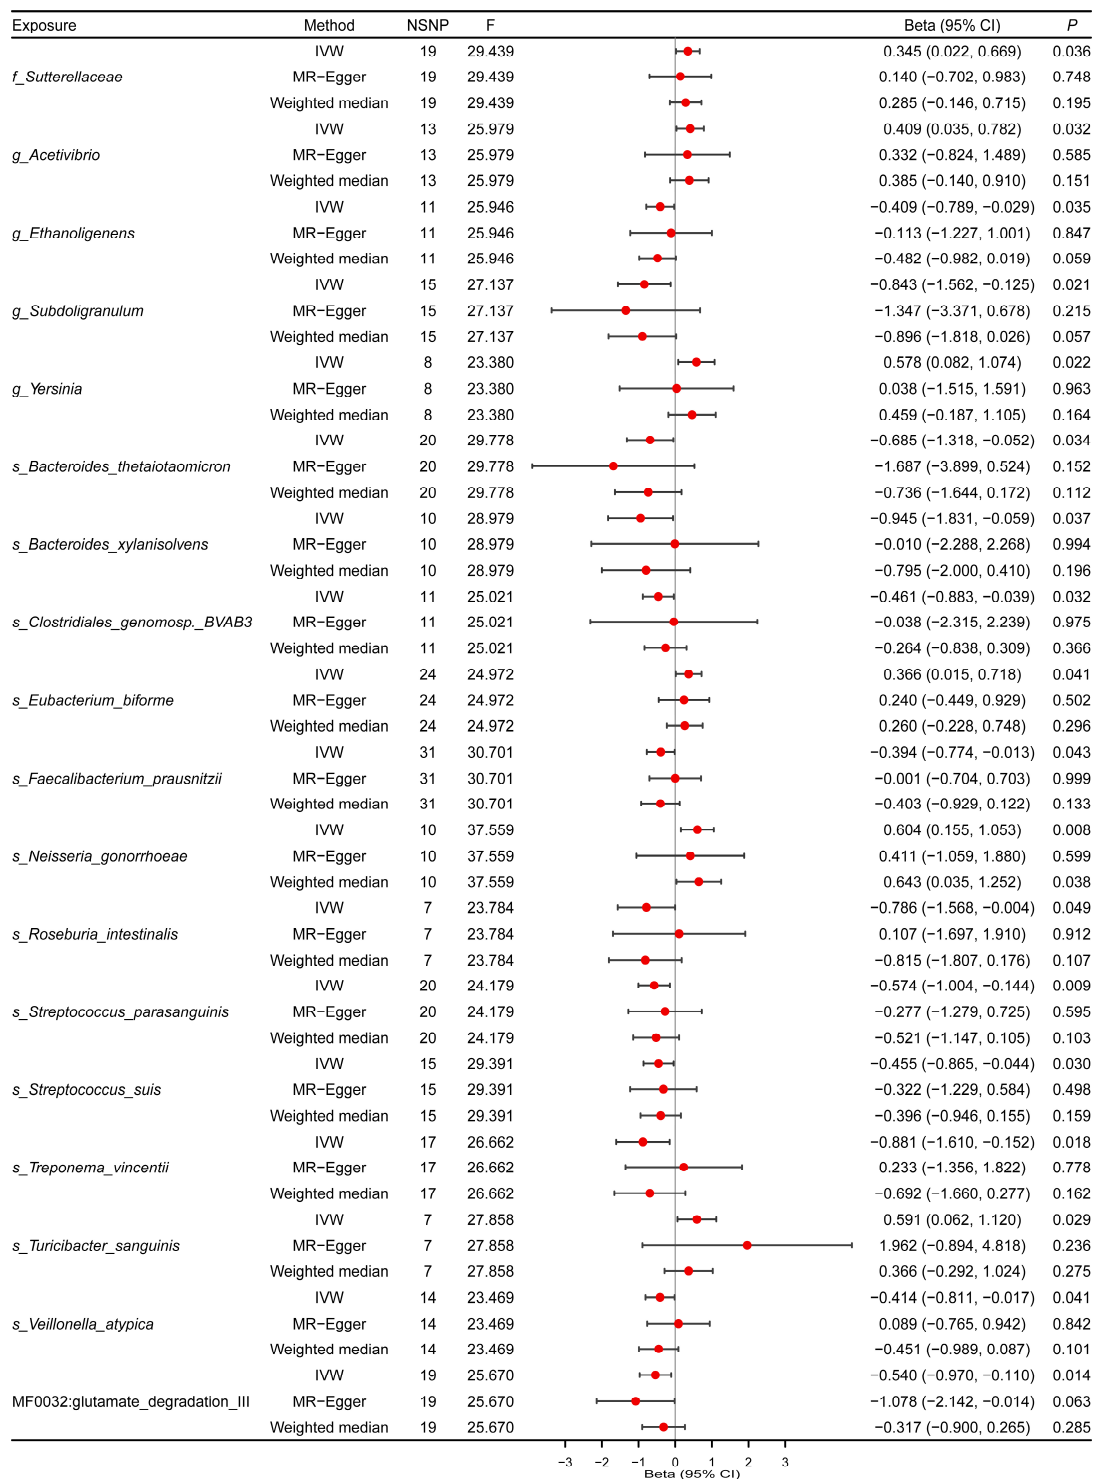 Exposure Method NSNP F Beta (95% CI) P
IVW 19 29.439 0.345 (0.022, 0.669) 0.036
f_Sutterellaceae MR−Egger 19 29.439 0.140 (−0.702, 0.983) 0.748
Weighted median 19 29.439 0.285 (−0.146, 0.715) 0.195
IVW 13 25.979 0.409 (0.035, 0.782) 0.032
g_Acetivibrio MR−Egger 13 25.979 0.332 (−0.824, 1.489) 0.585
Weighted median 13 25.979 0.385 (−0.140, 0.910) 0.151
IVW 11 25.946 −0.409 (−0.789, −0.029) 0.035
g_Ethanoligenens MR−Egger 11 25.946 −0.113 (−1.227, 1.001) 0.847
Weighted median 11 25.946 −0.482 (−0.982, 0.019) 0.059
IVW 15 27.137 −0.843 (−1.562, −0.125) 0.021
g_Subdoligranulum MR−Egger 15 27.137 −1.347 (−3.371, 0.678) 0.215
Weighted median 15 27.137 −0.896 (−1.818, 0.026) 0.057
IVW 8 23.380 0.578 (0.082, 1.074) 0.022
g_Yersinia MR−Egger 8 23.380 0.038 (−1.515, 1.591) 0.963
Weighted median 8 23.380 0.459 (−0.187, 1.105) 0.164
IVW 20 29.778 −0.685 (−1.318, −0.052) 0.034
s_Bacteroides_thetaiotaomicron MR−Egger 20 29.778 −1.687 (−3.899, 0.524) 0.152
Weighted median 20 29.778 −0.736 (−1.644, 0.172) 0.112
IVW 10 28.979 −0.945 (−1.831, −0.059) 0.037
s_Bacteroides_xylanisolvens MR−Egger 10 28.979 −0.010 (−2.288, 2.268) 0.994
Weighted median 10 28.979 −0.795 (−2.000, 0.410) 0.196
IVW 11 25.021 −0.461 (−0.883, −0.039) 0.032
s_Clostridiales_genomosp._BVAB3 MR−Egger 11 25.021 −0.038 (−2.315, 2.239) 0.975
Weighted median 11 25.021 −0.264 (−0.838, 0.309) 0.366
IVW 24 24.972 0.366 (0.015, 0.718) 0.041
s_Eubacterium_biforme MR−Egger 24 24.972 0.240 (−0.449, 0.929) 0.502
Weighted median 24 24.972 0.260 (−0.228, 0.748) 0.296
IVW 31 30.701 −0.394 (−0.774, −0.013) 0.043
s_Faecalibacterium_prausnitzii MR−Egger 31 30.701 −0.001 (−0.704, 0.703) 0.999
Weighted median 31 30.701 −0.403 (−0.929, 0.122) 0.133
IVW 10 37.559 0.604 (0.155, 1.053) 0.008
s_Neisseria_gonorrhoeae MR−Egger 10 37.559 0.411 (−1.059, 1.880) 0.599
Weighted median 10 37.559 0.643 (0.035, 1.252) 0.038
IVW 7 23.784 −0.786 (−1.568, −0.004) 0.049
s_Roseburia_intestinalis MR−Egger 7 23.784 0.107 (−1.697, 1.910) 0.912
Weighted median 7 23.784 −0.815 (−1.807, 0.176) 0.107
IVW 20 24.179 −0.574 (−1.004, −0.144) 0.009
s_Streptococcus_parasanguinis MR−Egger 20 24.179 −0.277 (−1.279, 0.725) 0.595
Weighted median 20 24.179 −0.521 (−1.147, 0.105) 0.103
IVW 15 29.391 −0.455 (−0.865, −0.044) 0.030
s_Streptococcus_suis MR−Egger 15 29.391 −0.322 (−1.229, 0.584) 0.498
Weighted median 15 29.391 −0.396 (−0.946, 0.155) 0.159
IVW 17 26.662 −0.881 (−1.610, −0.152) 0.018
s_Treponema_vincentii MR−Egger 17 26.662 0.233 (−1.356, 1.822) 0.778
Weighted median 17 26.662 −0.692 (−1.660, 0.277) 0.162
IVW 7 27.858 0.591 (0.062, 1.120) 0.029
s_Turicibacter_sanguinis MR−Egger 7 27.858 1.962 (−0.894, 4.818) 0.236
Weighted median 7 27.858 0.366 (−0.292, 1.024) 0.275
IVW 14 23.469 −0.414 (−0.811, −0.017) 0.041
s_Veillonella_atypica MR−Egger 14 23.469 0.089 (−0.765, 0.942) 0.842
Weighted median 14 23.469 −0.451 (−0.989, 0.087) 0.101
IVW 19 25.670 −0.540 (−0.970, −0.110) 0.014
MF0032:glutamate_degradation_III MR−Egger 19 25.670 −1.078 (−2.142, −0.014) 0.063
Weighted median 19 25.670 −0.317 (−0.900, 0.265) 0.285
−3 −2 −1 0 1 2 3
Beta (95% CI)